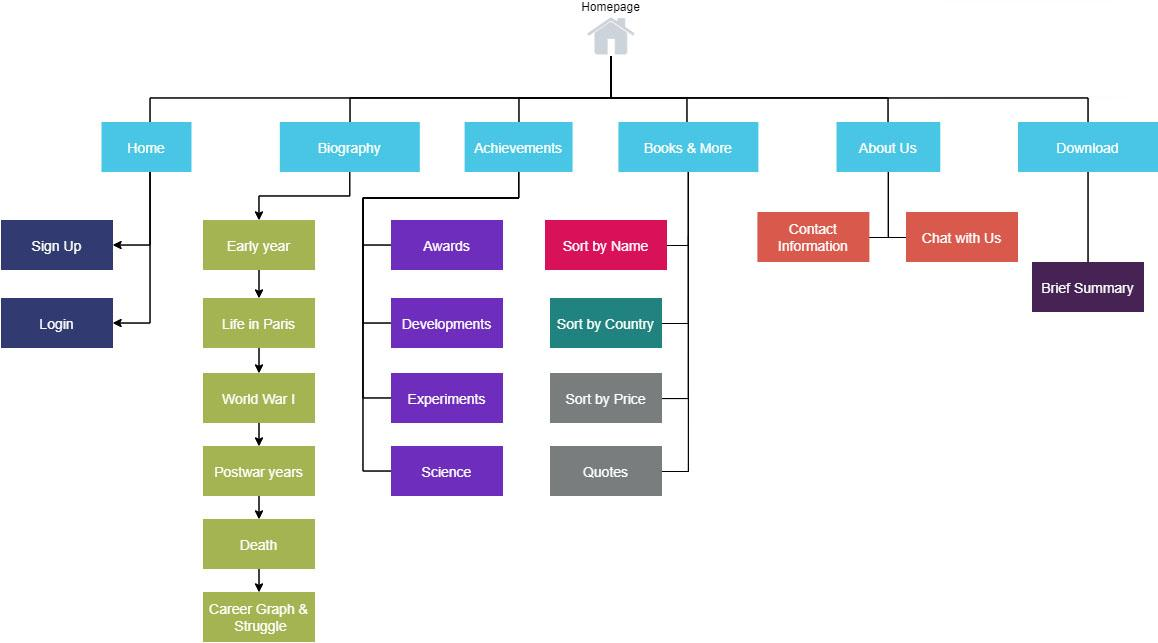 Homepage
Home
Biography
Achievements
Books & More
About Us
Download
Sign Up
Early year
Awards
Sort by Name
Contact
Information
Chat with Us
Brief Summary
Login
Life in Paris
Developments
Sort by Country
World War I
Experiments
Sort by Price
Postwar years
Science
Quotes
Death
Career Graph &
Struggle